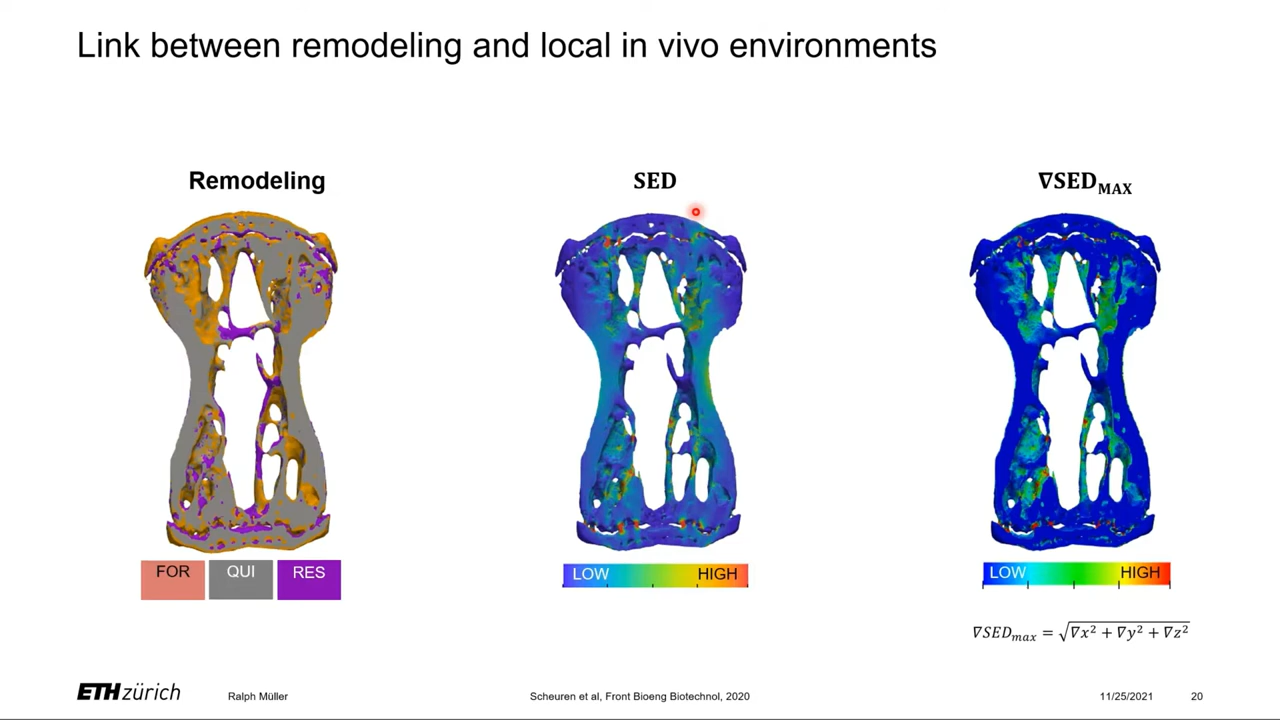 Link between remodeling and local in vivo environments
Remodeling
SED
∇SED_MAX
FOR QUI RES
LOW HIGH
LOW HIGH
∇SED_max = √(∇x² + ∇y² + ∇z²)
ETH zürich
Ralph Müller
Scheuren et al, Front Bioeng Biotechnol, 2020
11/25/2021
20